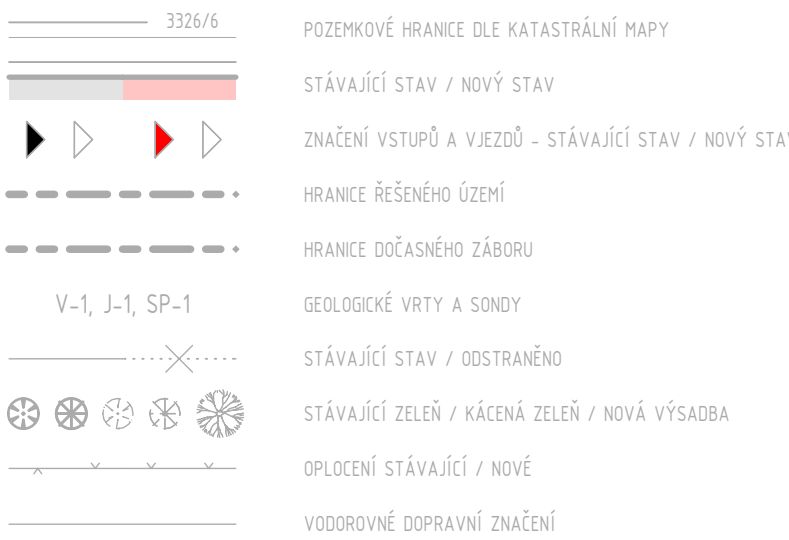 3326/6 POZEMKOVÉ HRANICE DLE KATASTRÁLNÍ MAPY
STÁVAJÍCÍ STAV / NOVÝ STAV
ZNAČENÍ VSTUPŮ A VJEZDŮ - STÁVAJÍCÍ STAV / NOVÝ STAV
HRANICE ŘEŠENÉHO ÚZEMÍ
HRANICE DOČASNÉHO ZÁBORU
V-1, J-1, SP-1 GEOLOGICKÉ VRTY A SONDY
STÁVAJÍCÍ STAV / ODSTRANĚNO
STÁVAJÍCÍ ZELEŇ / KÁCENÁ ZELEŇ / NOVÁ VÝSADBA
OPLOCENÍ STÁVAJÍCÍ / NOVÉ
VODOROVNÉ DOPRAVNÍ ZNAČENÍ